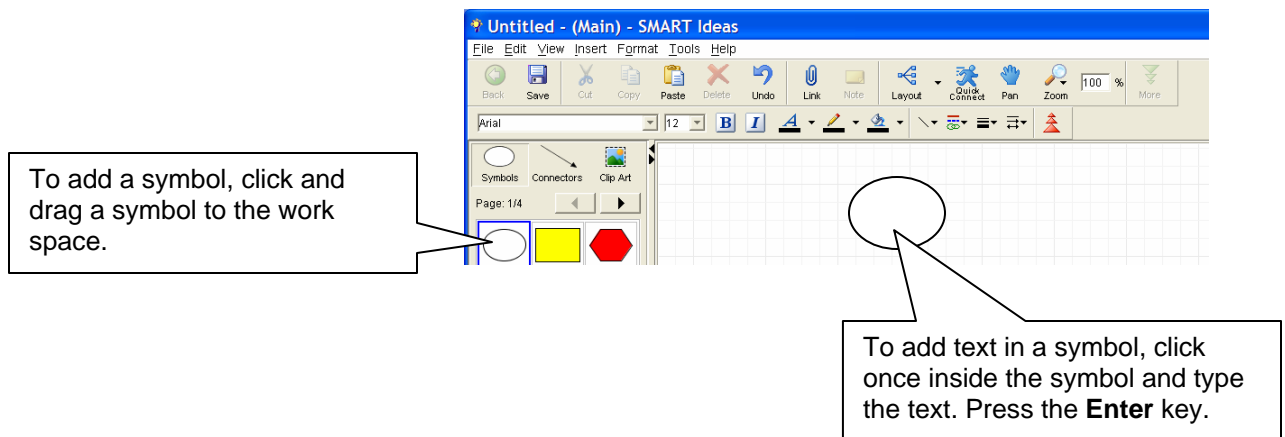 Untitled - (Main) - SMART Ideas
File Edit View Insert Format Tools Help
Back Save Cut Copy Paste Delete Undo Link Note Layout Quick Connect Pan Zoom 100 % More
Arial 12 B I A
Symbols Connectors Clip Art
Page: 1/4
To add a symbol, click and
drag a symbol to the work
space.
To add text in a symbol, click
once inside the symbol and type
the text. Press the Enter key.